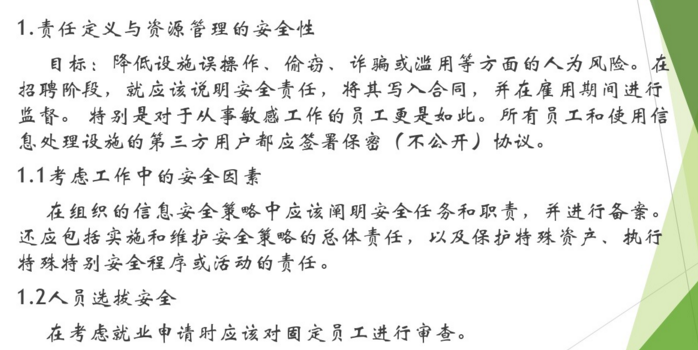 1.责任定义与资源管理的安全性
目标：降低设施误操作、偷窃、诈骗或滥用等方面的人为风险。在
招聘阶段，就应该说明安全责任，将其写入合同，并在雇用期间进行
监督。 特别是对于从事敏感工作的员工更是如此。所有员工和使用信
息处理设施的第三方用户都应签署保密（不公开）协议。
1.1考虑工作中的安全因素
在组织的信息安全策略中应该阐明安全任务和职责，并进行备案。
还应包括实施和维护安全策略的总体责任，以及保护特殊资产、执行
特殊特别安全程序或活动的责任。
1.2人员选拔安全
在考虑就业申请时应该对固定员工进行审查。